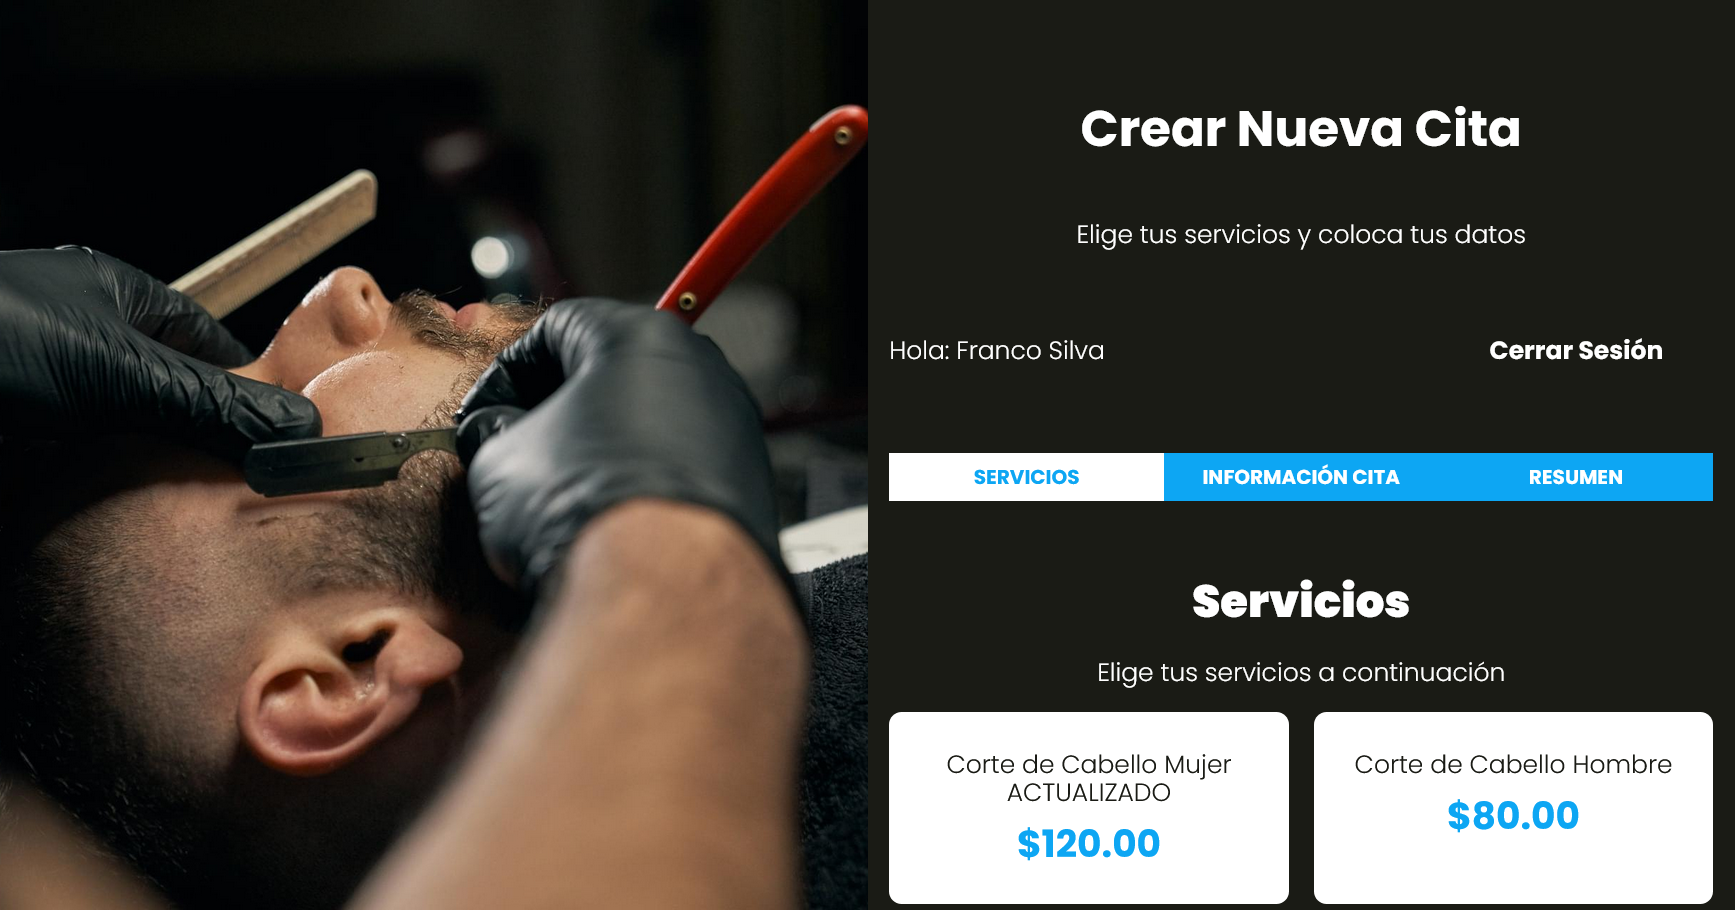 Crear Nueva Cita
Elige tus servicios y coloca tus datos
Hola: Franco Silva
Cerrar Sesión
SERVICIOS
INFORMACIÓN CITA
RESUMEN
Servicios
Elige tus servicios a continuación
Corte de Cabello Mujer
ACTUALIZADO
$120.00
Corte de Cabello Hombre
$80.00